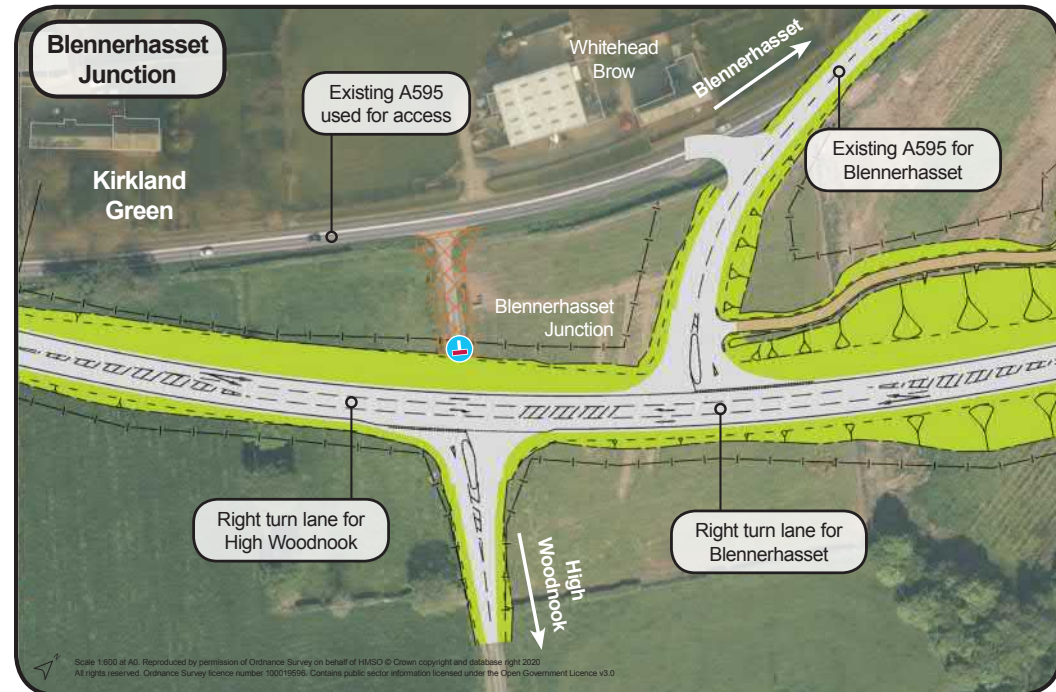 Blennerhasset
Junction
Existing A595
used for access
Whitehead
Brow
Blennerhasset
Existing A595 for
Blennerhasset
Kirkland
Green
Blennerhasset
Junction
Right turn lane for
High Woodnook
High
Woodnook
Right turn lane for
Blennerhasset
N
Scale 1:600 at A0. Reproduced by permission of Ordnance Survey on behalf of HMSO © Crown copyright and database right 2020
All rights reserved. Ordnance Survey licence number 100019596. Contains public sector information licensed under the Open Government Licence v3.0